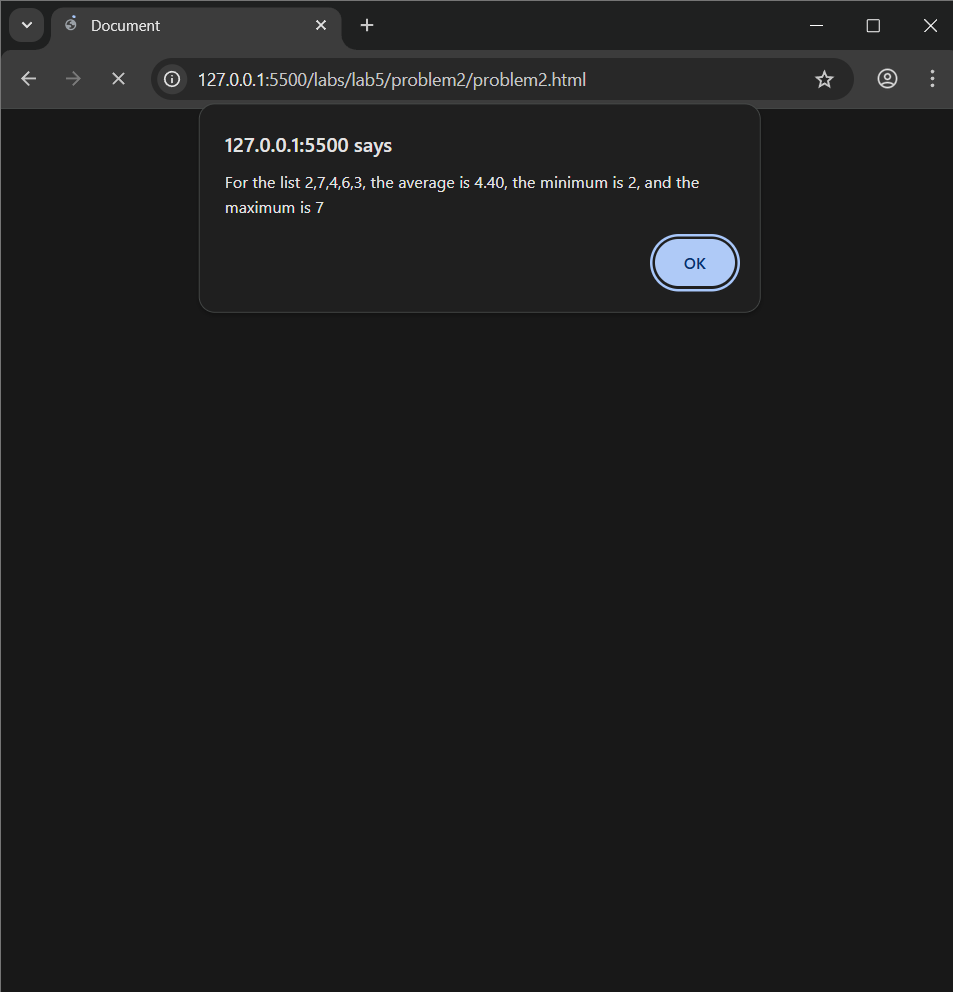 Document
127.0.0.1:5500/labs/lab5/problem2/problem2.html
127.0.0.1:5500 says
For the list 2,7,4,6,3, the average is 4.40, the minimum is 2, and the
maximum is 7
OK